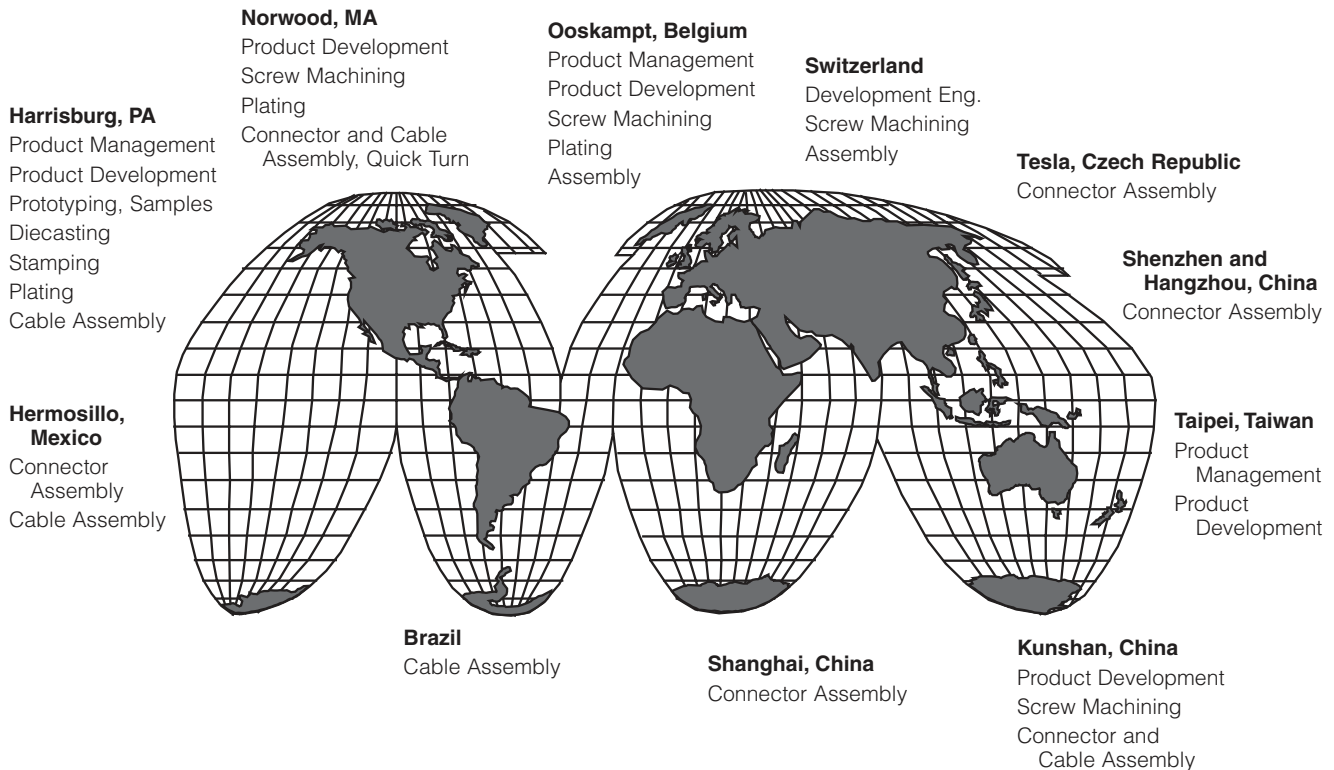 Norwood, MA
Product Development
Screw Machining
Plating
Connector and Cable
Assembly, Quick Turn
Ooskampt, Belgium
Product Management
Product Development
Screw Machining
Plating
Assembly
Switzerland
Development Eng.
Screw Machining
Assembly
Harrisburg, PA
Product Management
Product Development
Prototyping, Samples
Diecasting
Stamping
Plating
Cable Assembly
Tesla, Czech Republic
Connector Assembly
Shenzhen and
Hangzhou, China
Connector Assembly
Hermosillo,
Mexico
Connector
Assembly
Cable Assembly
Taipei, Taiwan
Product
Management
Product
Development
Brazil
Cable Assembly
Shanghai, China
Connector Assembly
Kunshan, China
Product Development
Screw Machining
Connector and
Cable Assembly